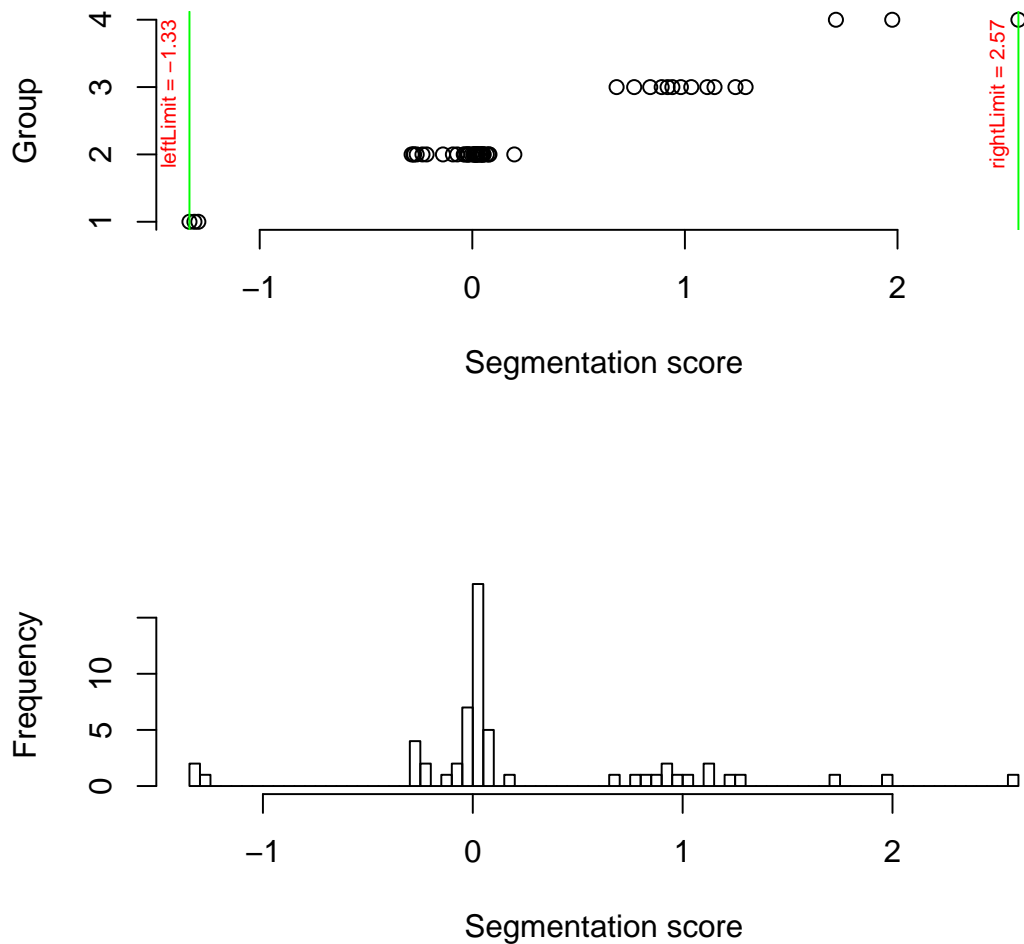 4
3
2
1
Group
leftLimit = −1.33
rightLimit = 2.57
−1 0 1 2
Segmentation score
10
5
0
Frequency
−1 0 1 2
Segmentation score